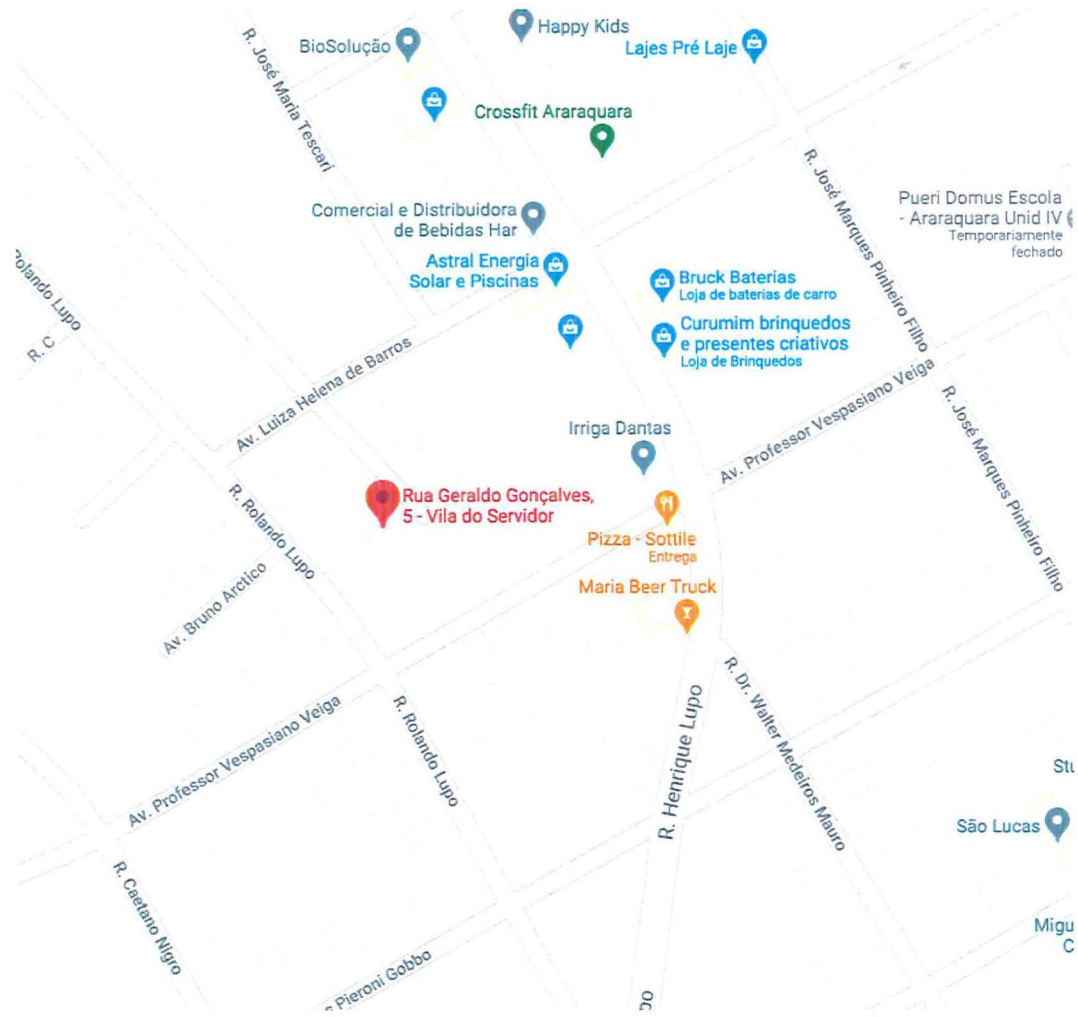 Happy Kids
BioSolução
Lajes Pré Laje
R. José Maria Tescari
Crossfit Araraquara
R. José Marques Pinheiro Filho
Pueri Domus Escola
- Araraquara Unid IV
Temporariamente
fechado
Comercial e Distribuidora
de Bebidas Har
Astral Energia
Solar e Piscinas
Bruck Baterias
Loja de baterias de carro
Curumim brinquedos
e presentes criativos
Loja de Brinquedos
Rolando Lupo
R. C
Av. Luiza Helena de Barros
Av. Professor Vespasiano Veiga
R. José Marques Pinheiro Filho
Irriga Dantas
R. Rolando Lupo
Rua Geraldo Gonçalves,
5 - Vila do Servidor
Pizza - Sottile
Entrega
Maria Beer Truck
Av. Bruno Arctico
R. Dr. Walter Medeiros Mauro
R. Henrique Lupo
R. Rolando Lupo
Av. Professor Vespasiano Veiga
Stu
São Lucas
R. Caetano Nigro
Migu
C
s Pieroni Gobbo
po